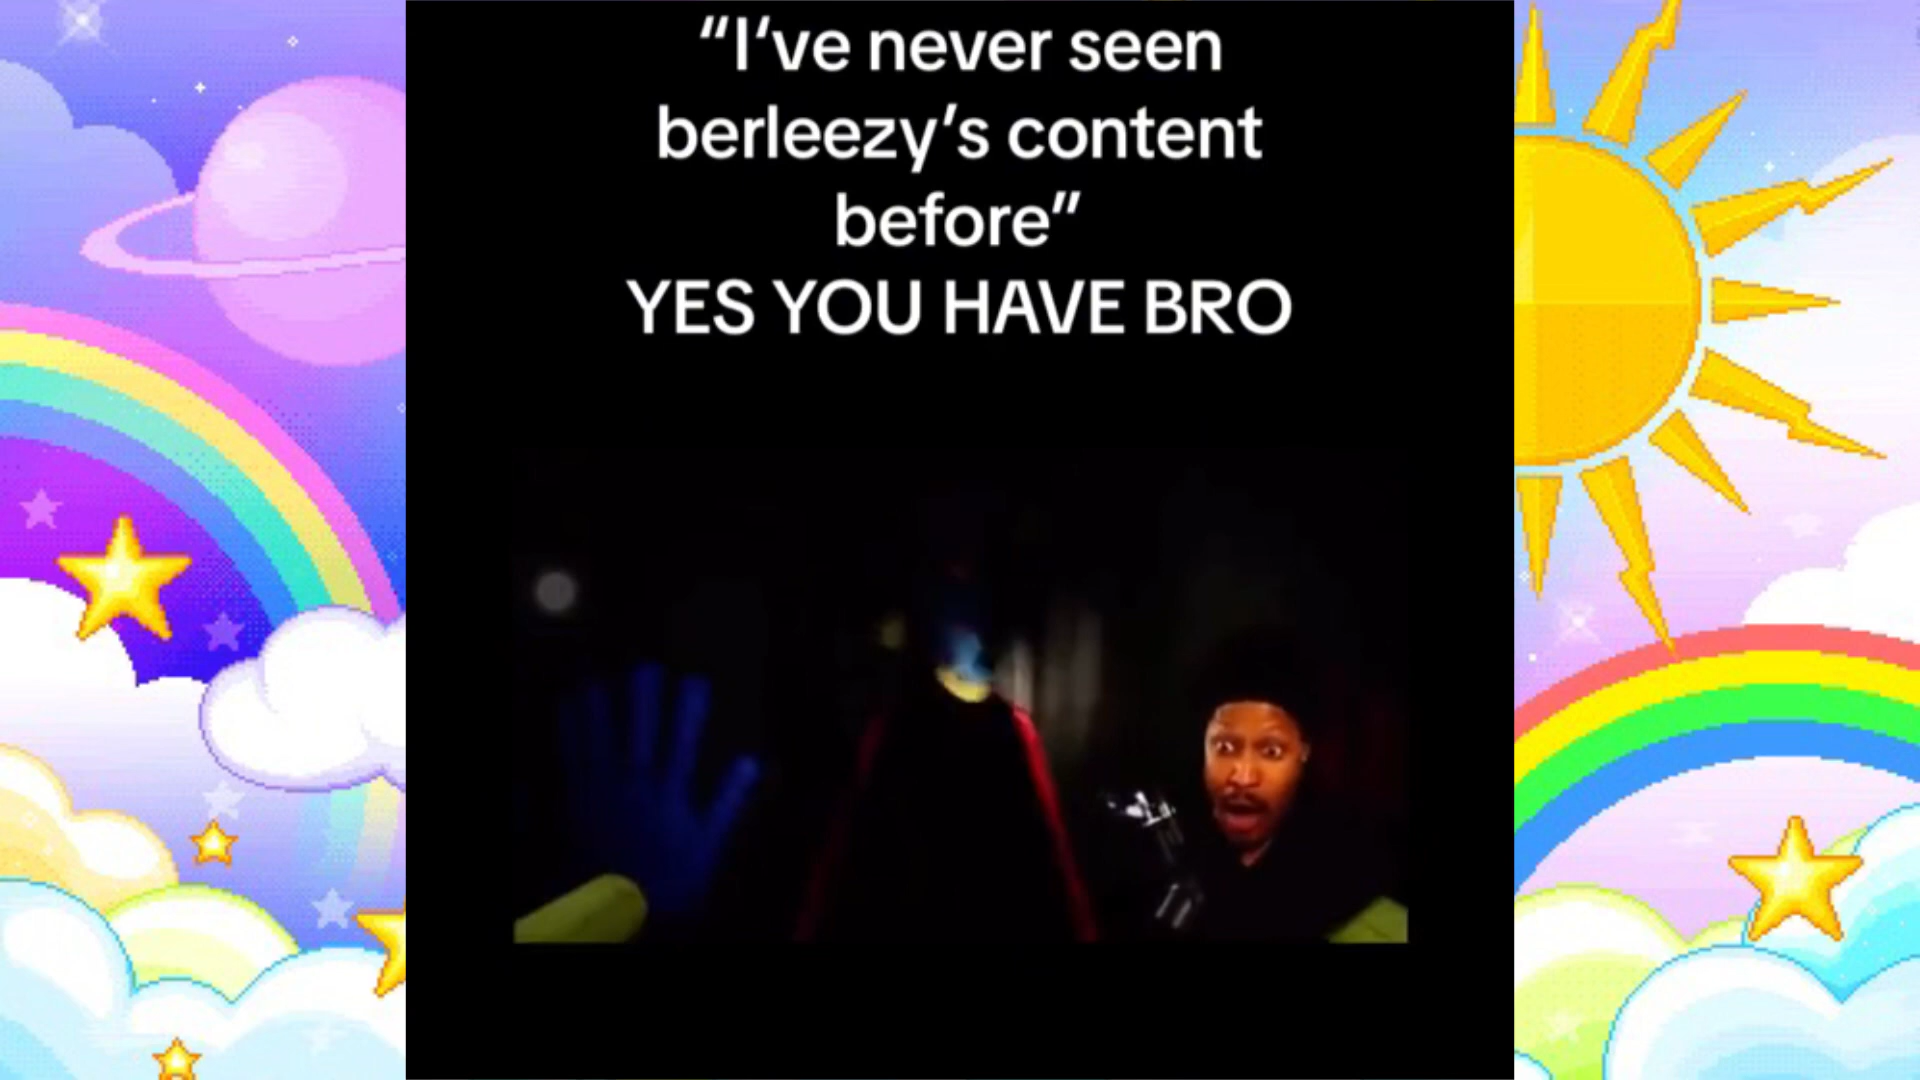 “I‘ve never seen
berleezy’s content
before”
YES YOU HAVE BRO